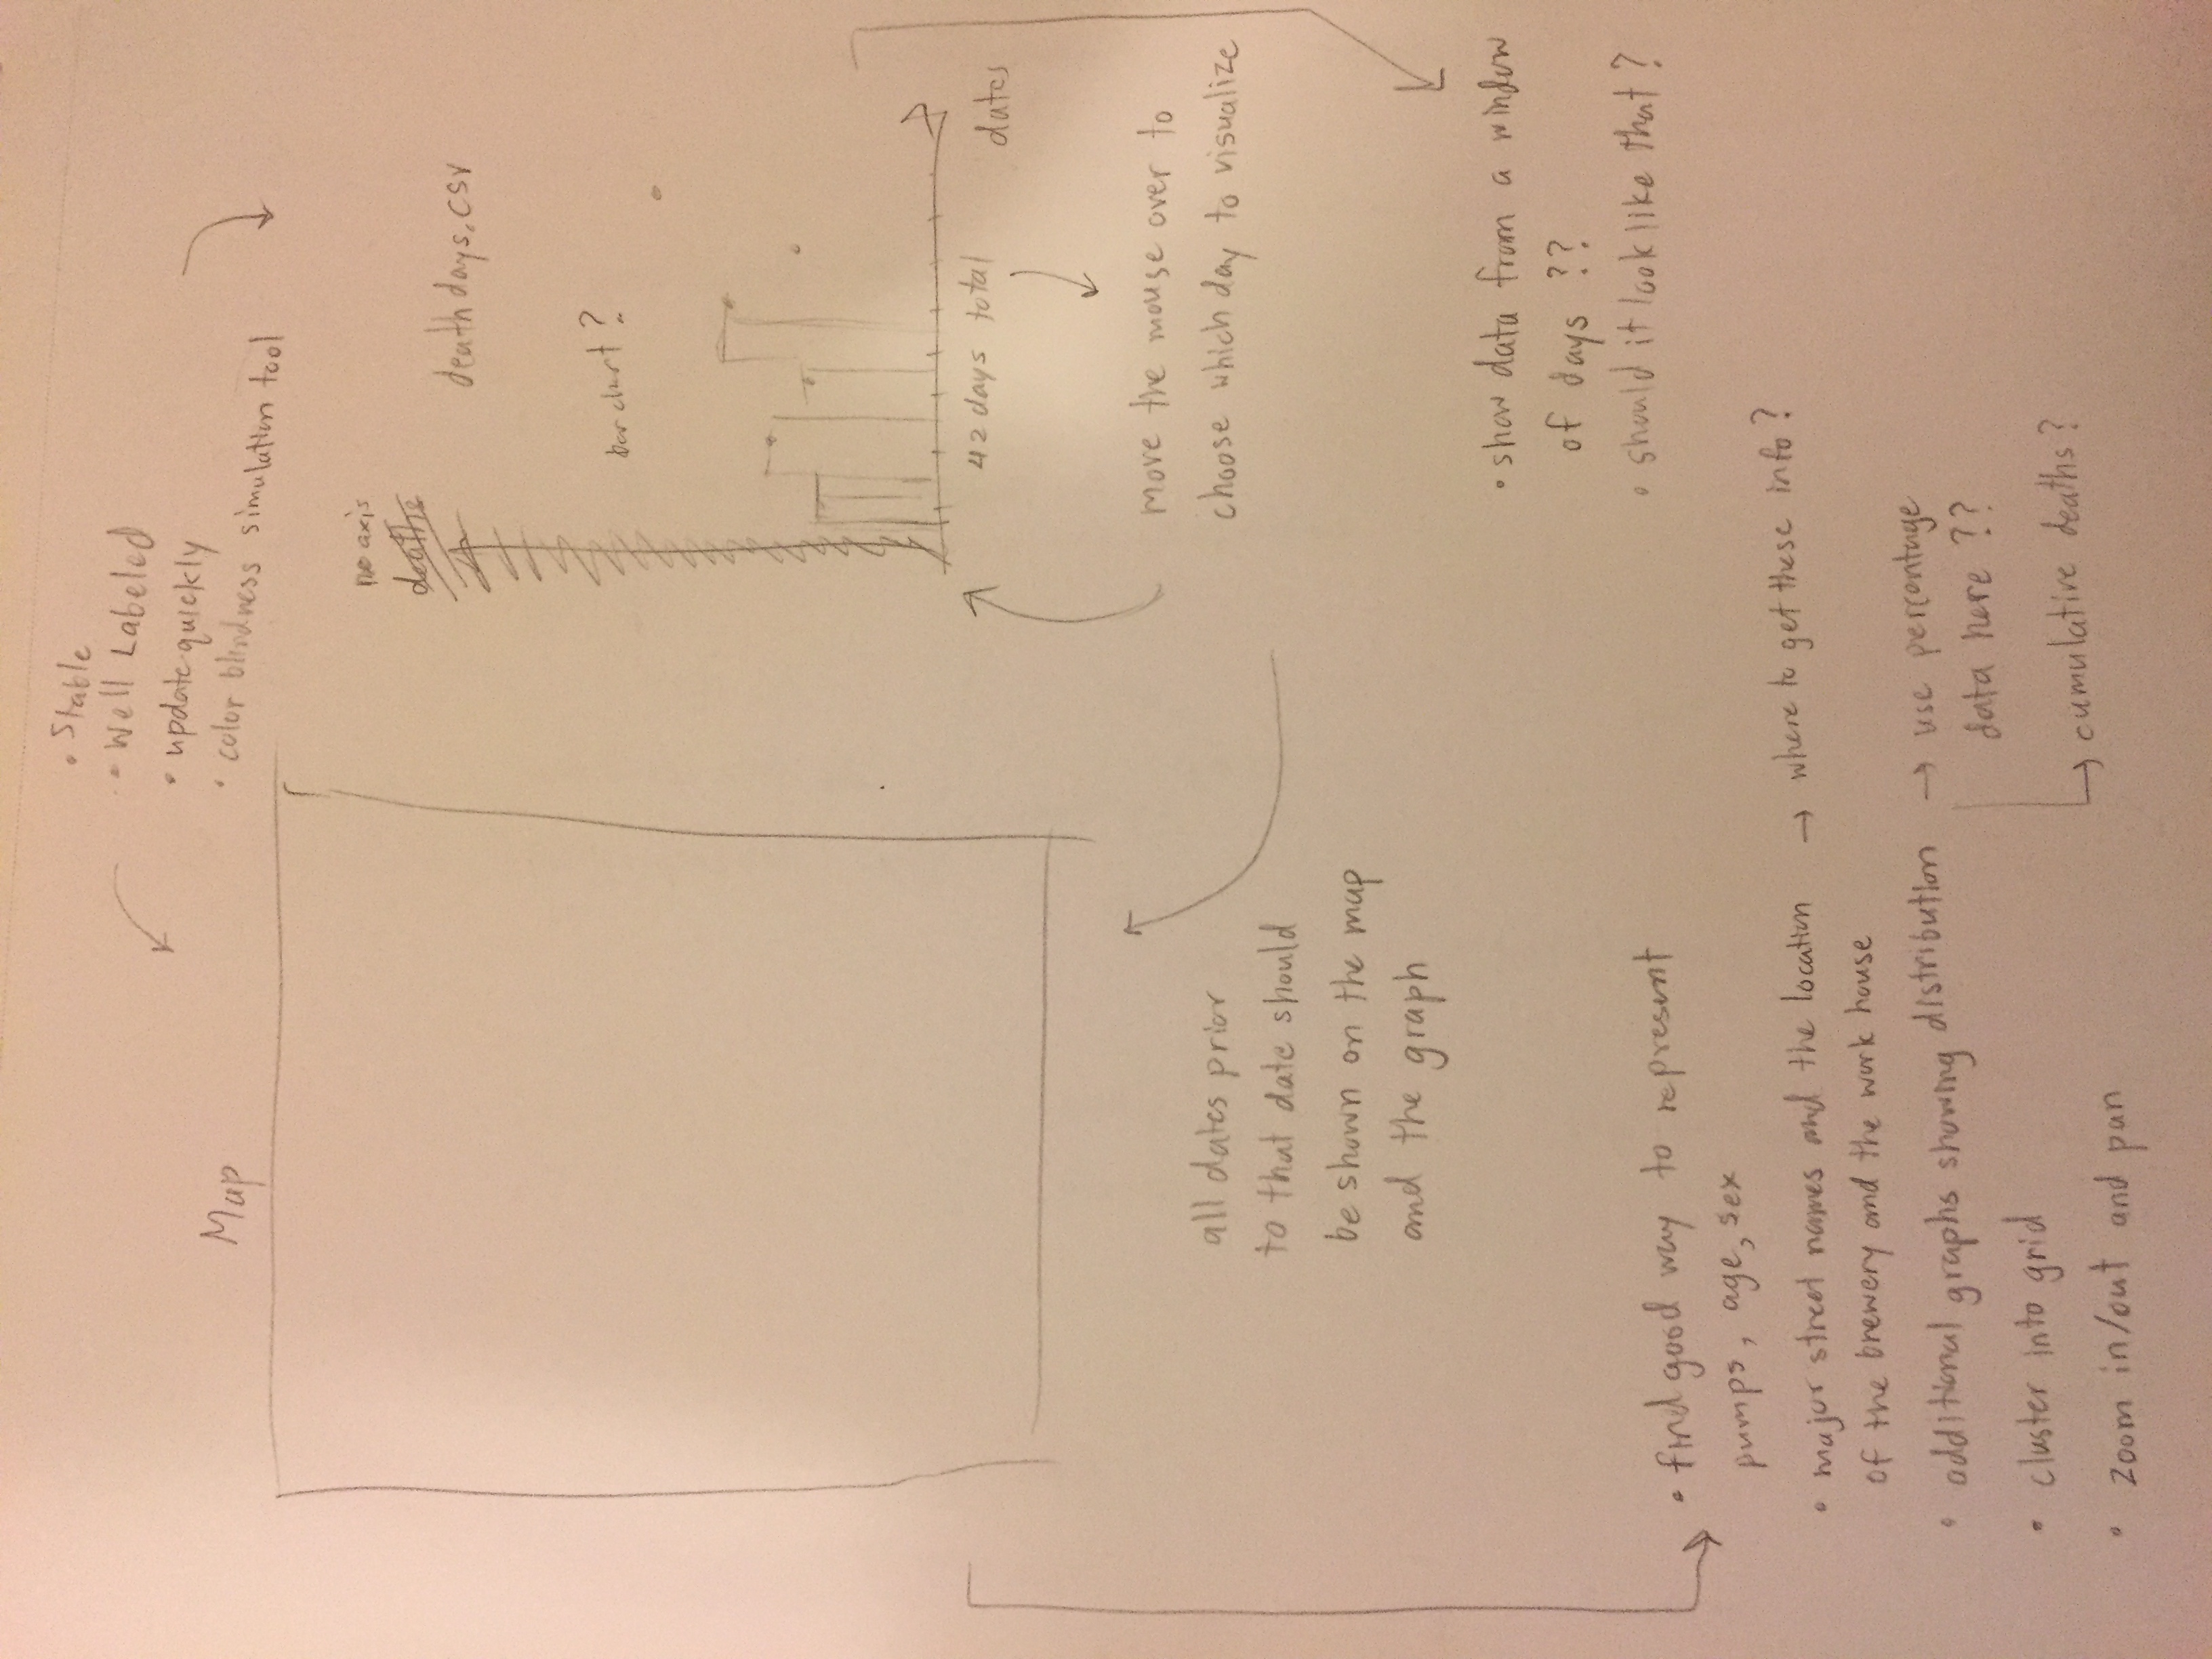 • Stable
• Well Labeled
• update quickly
• color blindness simulation tool
Map
no axis
deaths
deathdays.csv
bar chart?
42 days total
dates
move the mouse over to
choose which day to visualize
all dates prior
to that date should
be shown on the map
and the graph
• show data from a window
of days ??
• should it look like that?
• find good way to represent
pumps, age, sex
• major street names and the location → where to get these info?
of the brewery and the work house
• additional graphs showing distribution → use percentage
data here ??
• cluster into grid
→ cumulative deaths?
• zoom in/out and pan